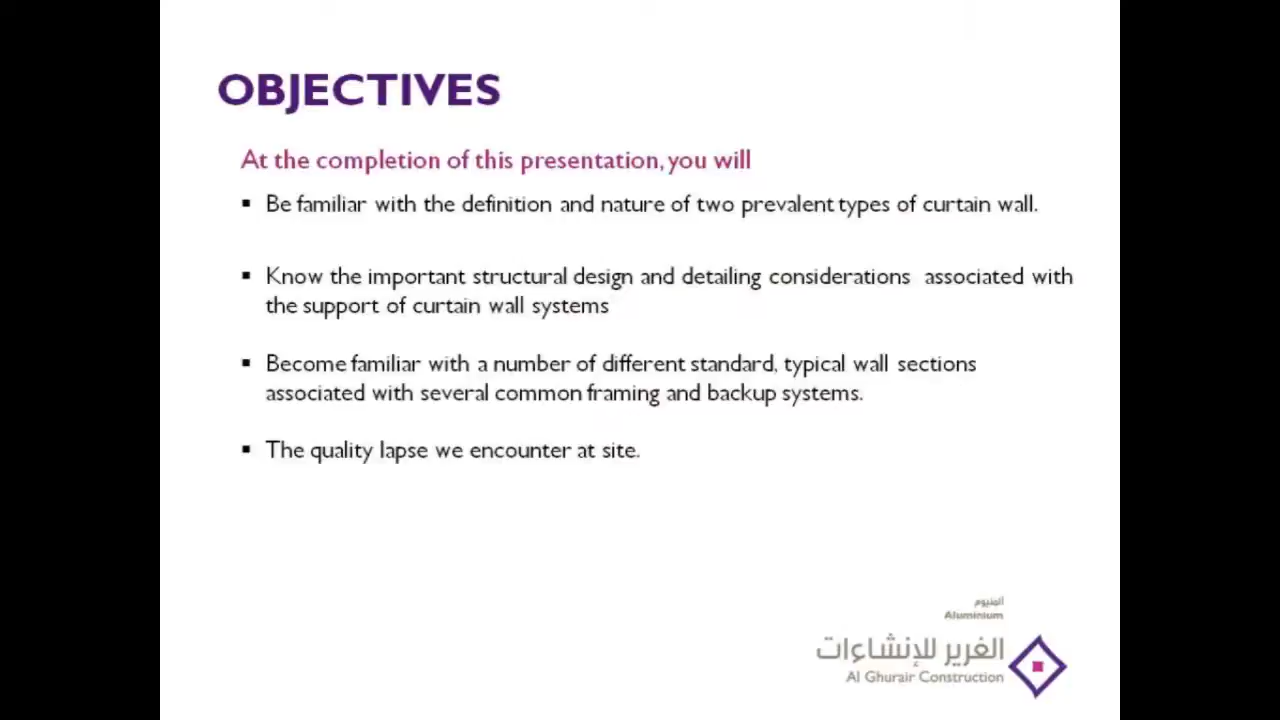 OBJECTIVES
At the completion of this presentation, you will
▪ Be familiar with the definition and nature of two prevalent types of curtain wall.
▪ Know the important structural design and detailing considerations associated with
the support of curtain wall systems
▪ Become familiar with a number of different standard, typical wall sections
associated with several common framing and backup systems.
▪ The quality lapse we encounter at site.
المنيوم
Aluminium
الغرير للإنشاءات
Al Ghurair Construction